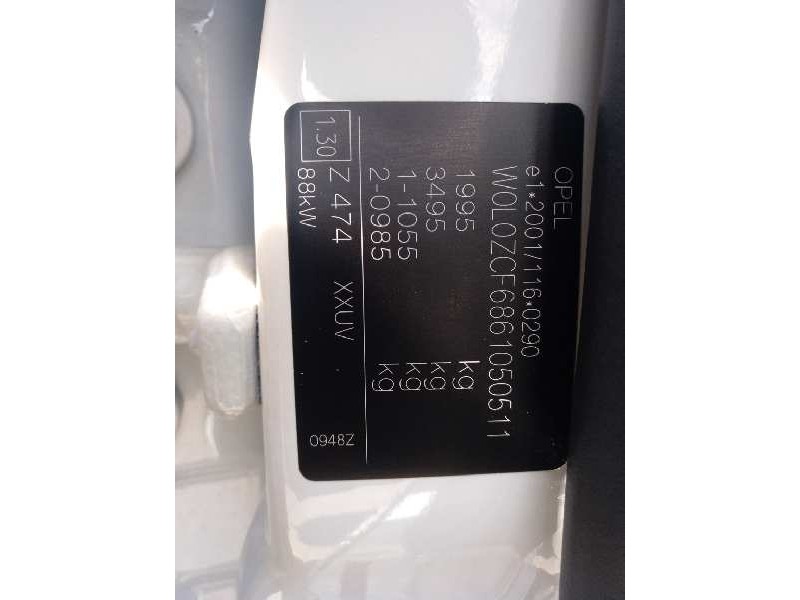 OPEL
e1*2001/116*0290
W0L0ZCF6861050511
1995 kg
3495 kg
1-1055 kg
2-0985 kg
1.30 Z 474 XXUV
88kW 0948Z